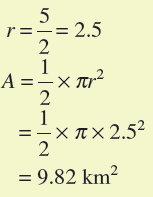 r = 5/2 = 2.5
A = 1/2 × πr²
= 1/2 × π × 2.5²
= 9.82 km²